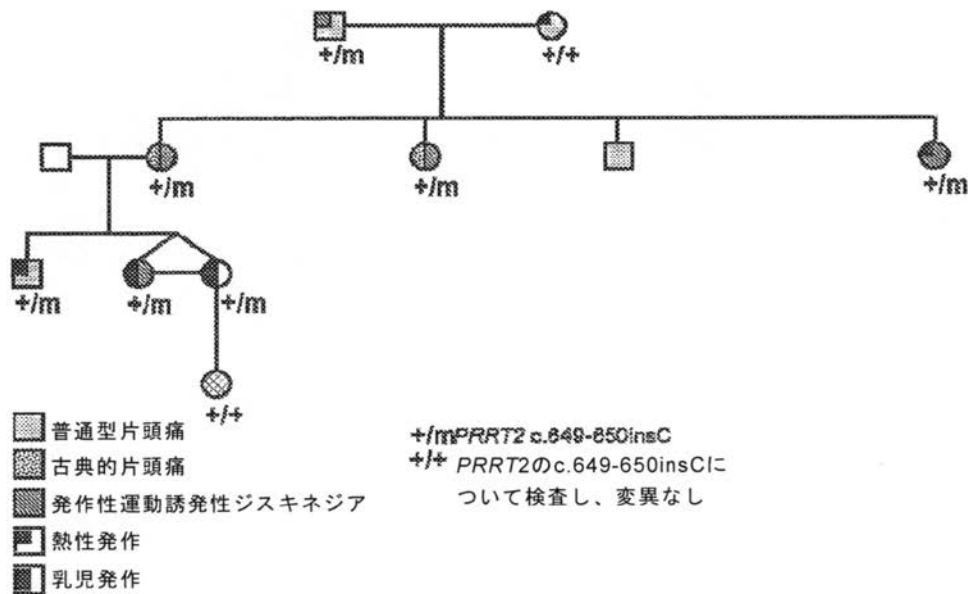 +/m
+/+
+/m
+/m
+/m
+/m
+/m
+/m
+/+
普通型片頭痛
古典的片頭痛
発作性運動誘発性ジスキネジア
熱性発作
乳児発作
+/mPRRT2 c.649-650insC
+/+ PRRT2のc.649-650insCに
ついて検査し、変異なし